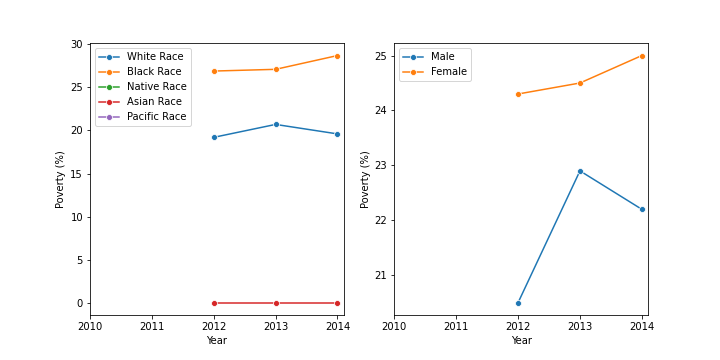 30
25
20
15
10
5
0
Poverty (%)
White Race
Black Race
Native Race
Asian Race
Pacific Race
2010 2011 2012 2013 2014
Year
25
24
23
22
21
Poverty (%)
Male
Female
2010 2011 2012 2013 2014
Year